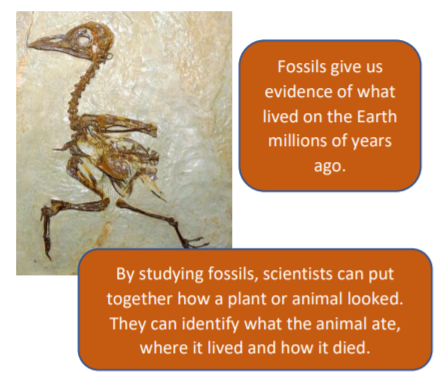 Fossils give us
evidence of what
lived on the Earth
millions of years
ago.
By studying fossils, scientists can put
together how a plant or animal looked.
They can identify what the animal ate,
where it lived and how it died.